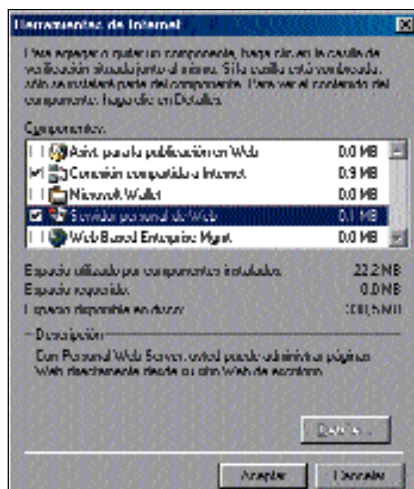 Herramientas de Internet
Para agregar o quitar un componente, haga clic en la casilla de
verificación situada junto al mismo. Si la casilla está sombreada,
sólo se instalará parte del componente. Para ver el contenido del
componente, haga clic en Detalles.
Componentes:
Asist. para la publicación en Web 0.0 MB
Conexión compartida a Internet 0.9 MB
Microsoft Wallet 0.0 MB
Servidor personal de Web 0.1 MB
Web Based Enterprise Mgmt 0.0 MB
Espacio utilizado por componentes instalados: 22.2 MB
Espacio requerido: 0.0 MB
Espacio disponible en disco: MB
Descripción
Con Personal Web Server, usted puede administrar páginas
Web directamente desde su sitio Web de escritorio.
Detalles...
Aceptar Cancelar